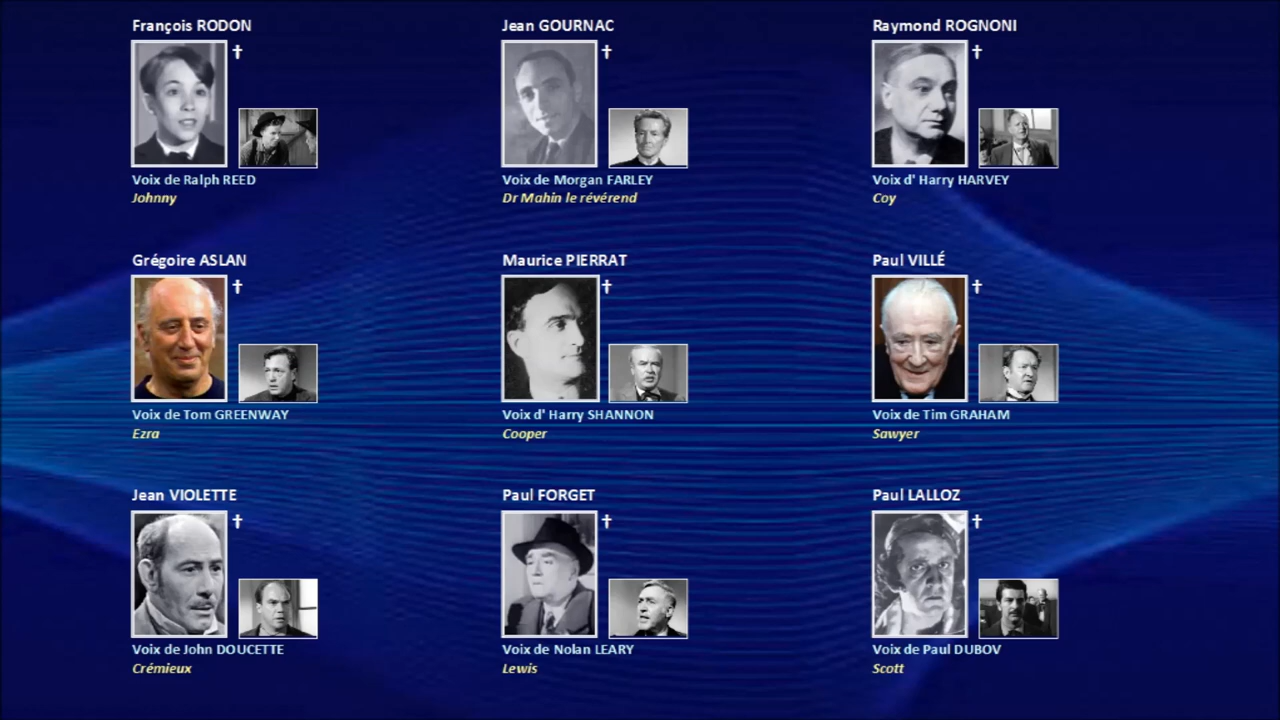 François RODON
†
Voix de Ralph REED
Johnny
Jean GOURNAC
†
Voix de Morgan FARLEY
Dr Mahin le révérend
Raymond ROGNONI
†
Voix d' Harry HARVEY
Coy
Grégoire ASLAN
†
Voix de Tom GREENWAY
Ezra
Maurice PIERRAT
†
Voix d' Harry SHANNON
Cooper
Paul VILLÉ
†
Voix de Tim GRAHAM
Sawyer
Jean VIOLETTE
†
Voix de John DOUCETTE
Crémieux
Paul FORGET
†
Voix de Nolan LEARY
Lewis
Paul LALLOZ
†
Voix de Paul DUBOV
Scott